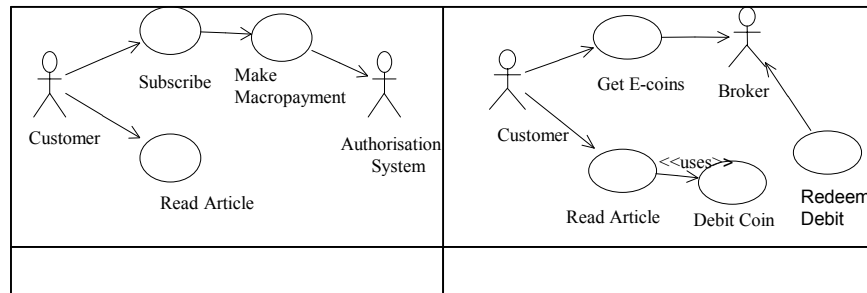 Subscribe
Make
Macropayment
Customer
Authorisation
System
Read Article
Get E-coins
Broker
Customer
<<uses>>
Read Article
Debit Coin
Redeem
Debit